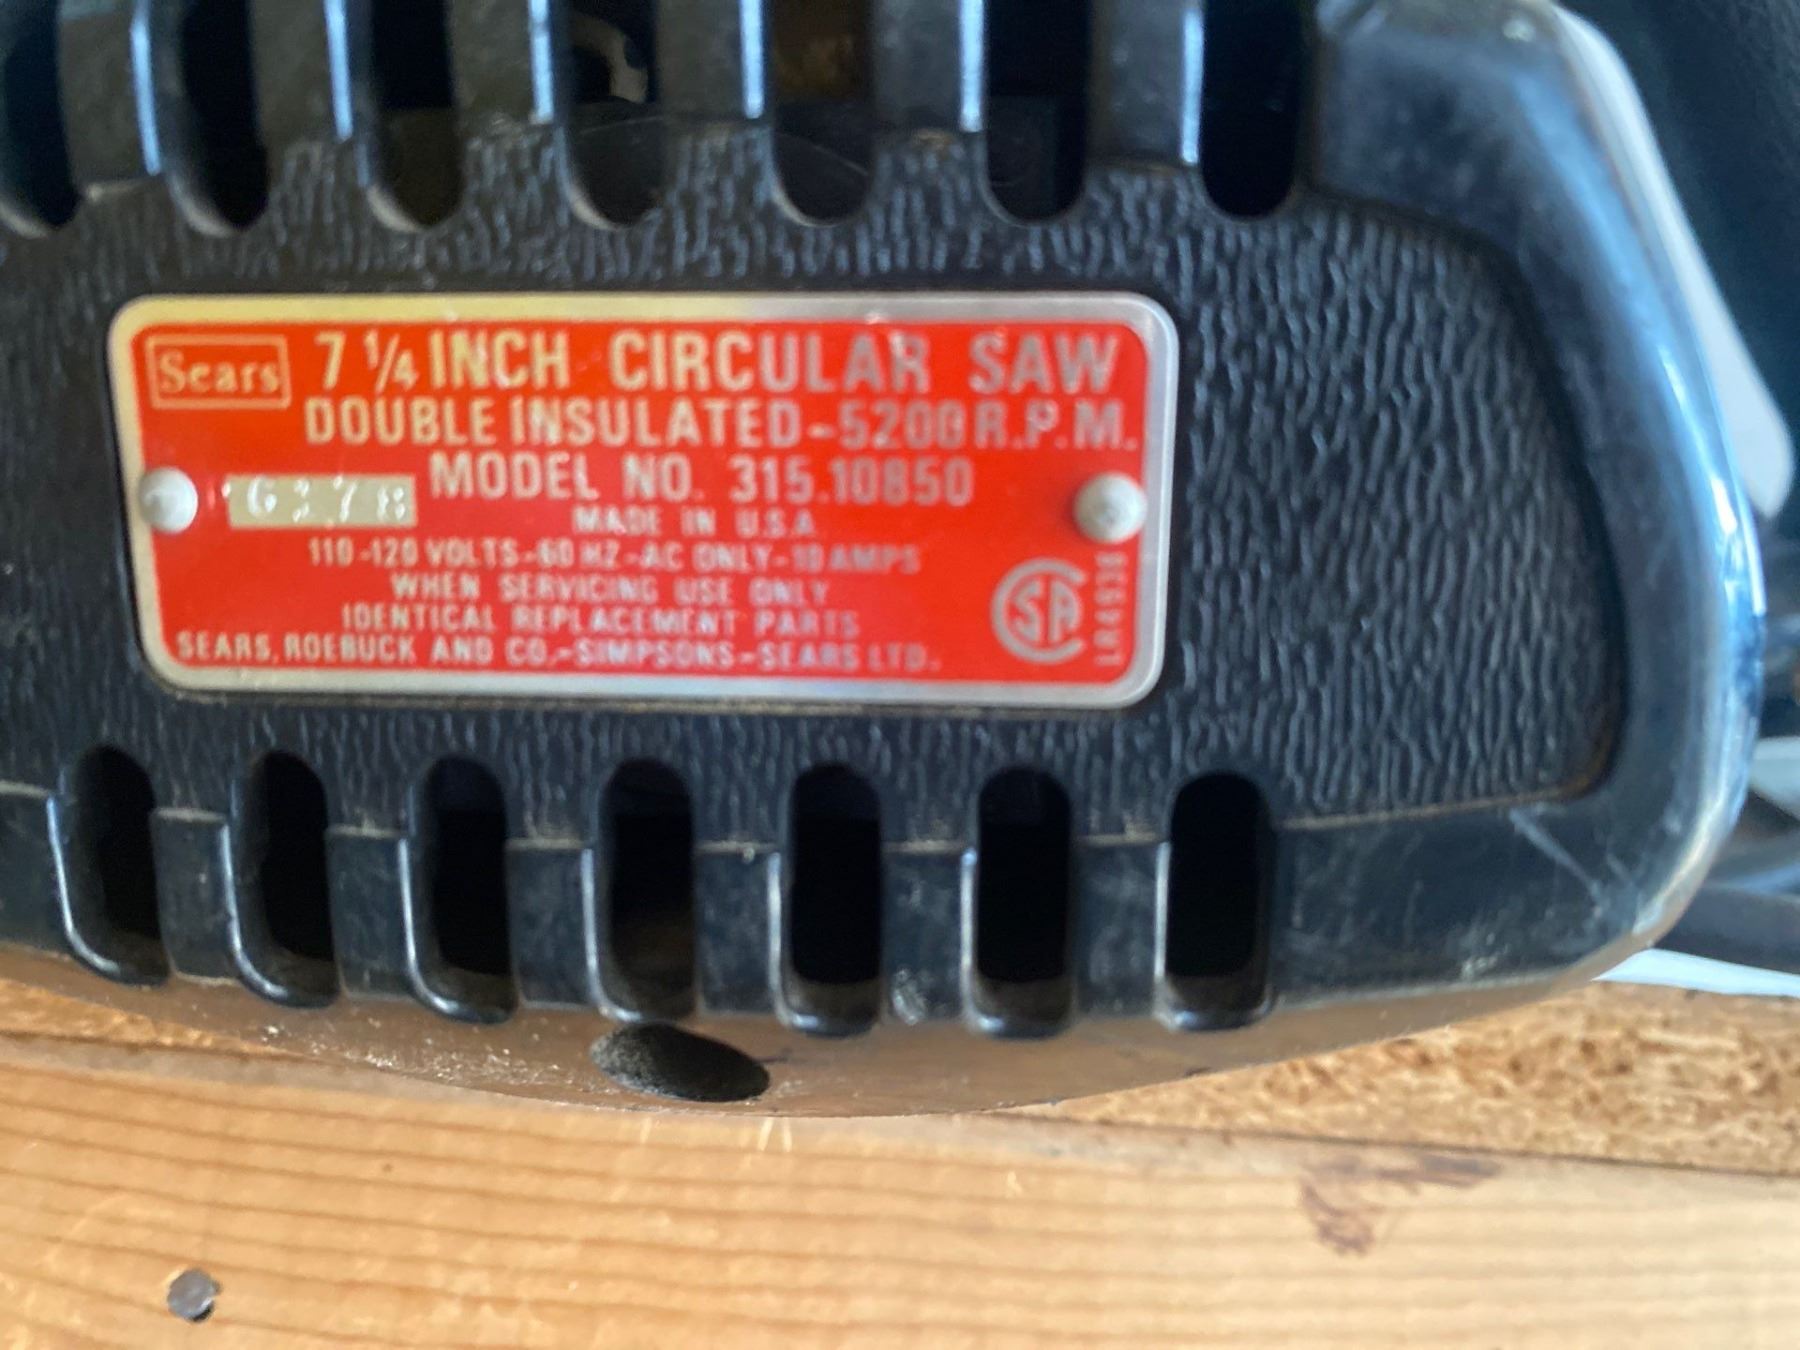 Sears 7 1/4 INCH CIRCULAR SAW
DOUBLE INSULATED-5200 R.P.M.
MODEL NO. 315.10850
MADE IN U.S.A.
110-120 VOLTS-60 HZ-AC ONLY-10 AMPS
WHEN SERVICING USE ONLY
IDENTICAL REPLACEMENT PARTS
SEARS, ROEBUCK AND CO.-SIMPSONS-SEARS LTD.
SA
LR4938